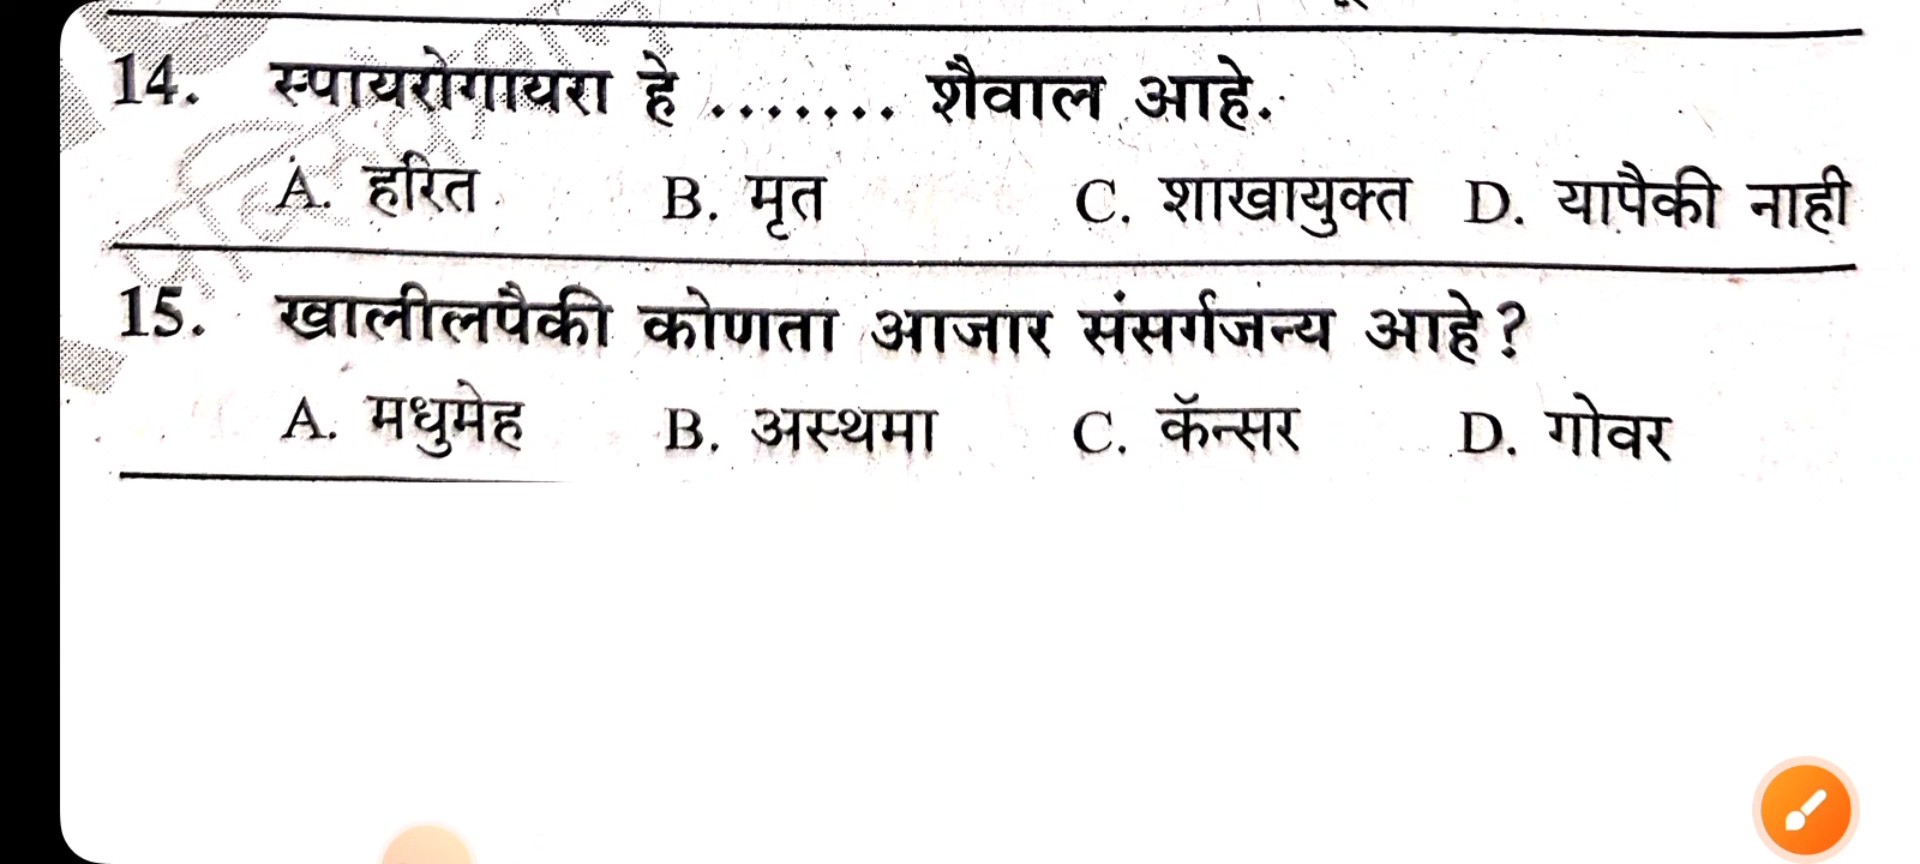 14. स्पायरोगायरा हे ....... शैवाल आहे.
A. हरित B. मृत C. शाखायुक्त D. यापैकी नाही
15. खालीलपैकी कोणता आजार संसर्गजन्य आहे?
A. मधुमेह B. अस्थमा C. कॅन्सर D. गोवर